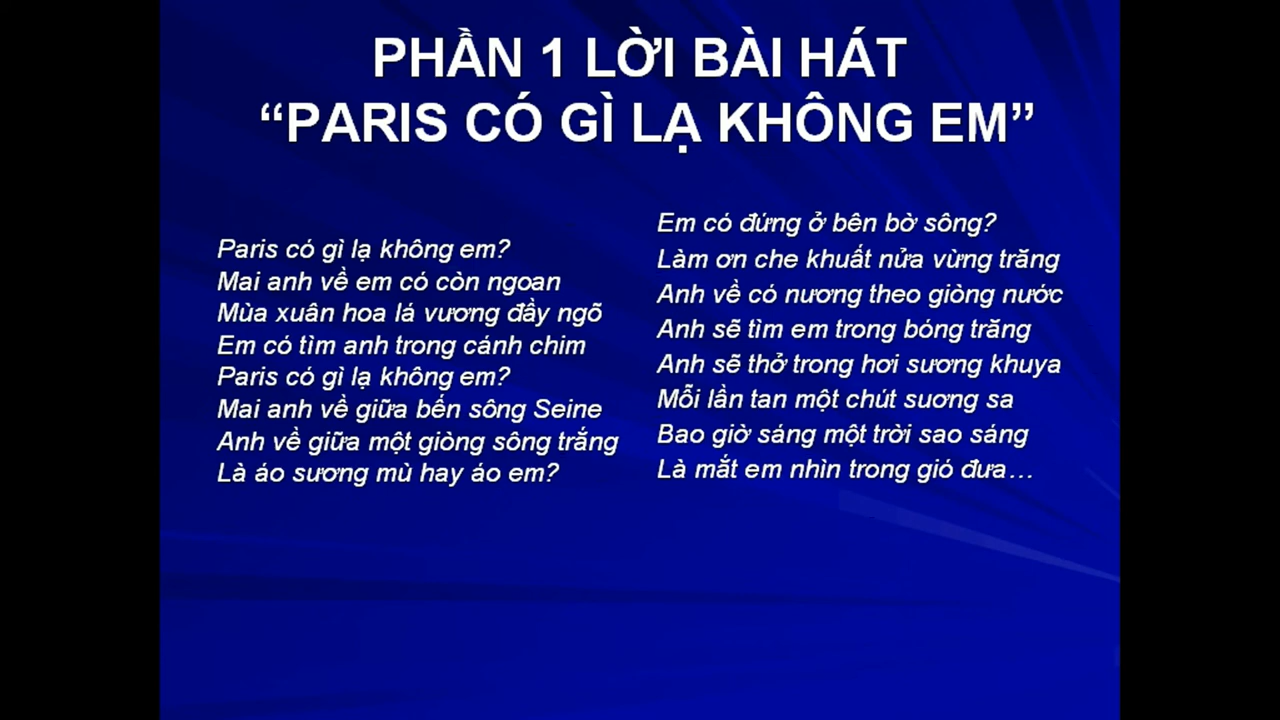 PHẦN 1 LỜI BÀI HÁT
“PARIS CÓ GÌ LẠ KHÔNG EM”
Paris có gì lạ không em?
Mai anh về em có còn ngoan
Mùa xuân hoa lá vương đầy ngõ
Em có tìm anh trong cánh chim
Paris có gì lạ không em?
Mai anh về giữa bến sông Seine
Anh về giữa một giòng sông trắng
Là áo sương mù hay áo em?
Em có đứng ở bên bờ sông?
Làm ơn che khuất nửa vừng trăng
Anh về có nương theo giòng nước
Anh sẽ tìm em trong bóng trăng
Anh sẽ thở trong hơi sương khuya
Mỗi lần tan một chút suơng sa
Bao giờ sáng một trời sao sáng
Là mắt em nhìn trong gió đưa…